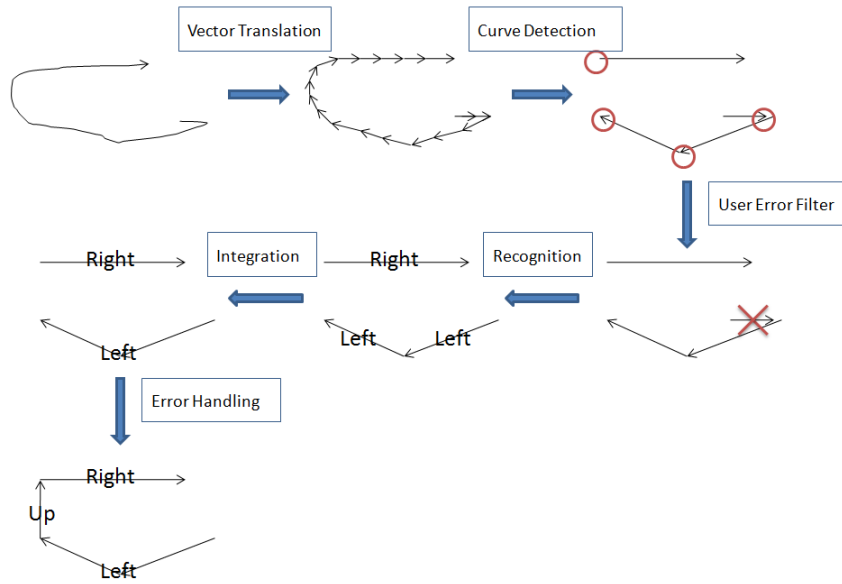 Vector Translation
Curve Detection
User Error Filter
Right
Integration
Right
Recognition
Left
Left
Left
Error Handling
Right
Up
Left